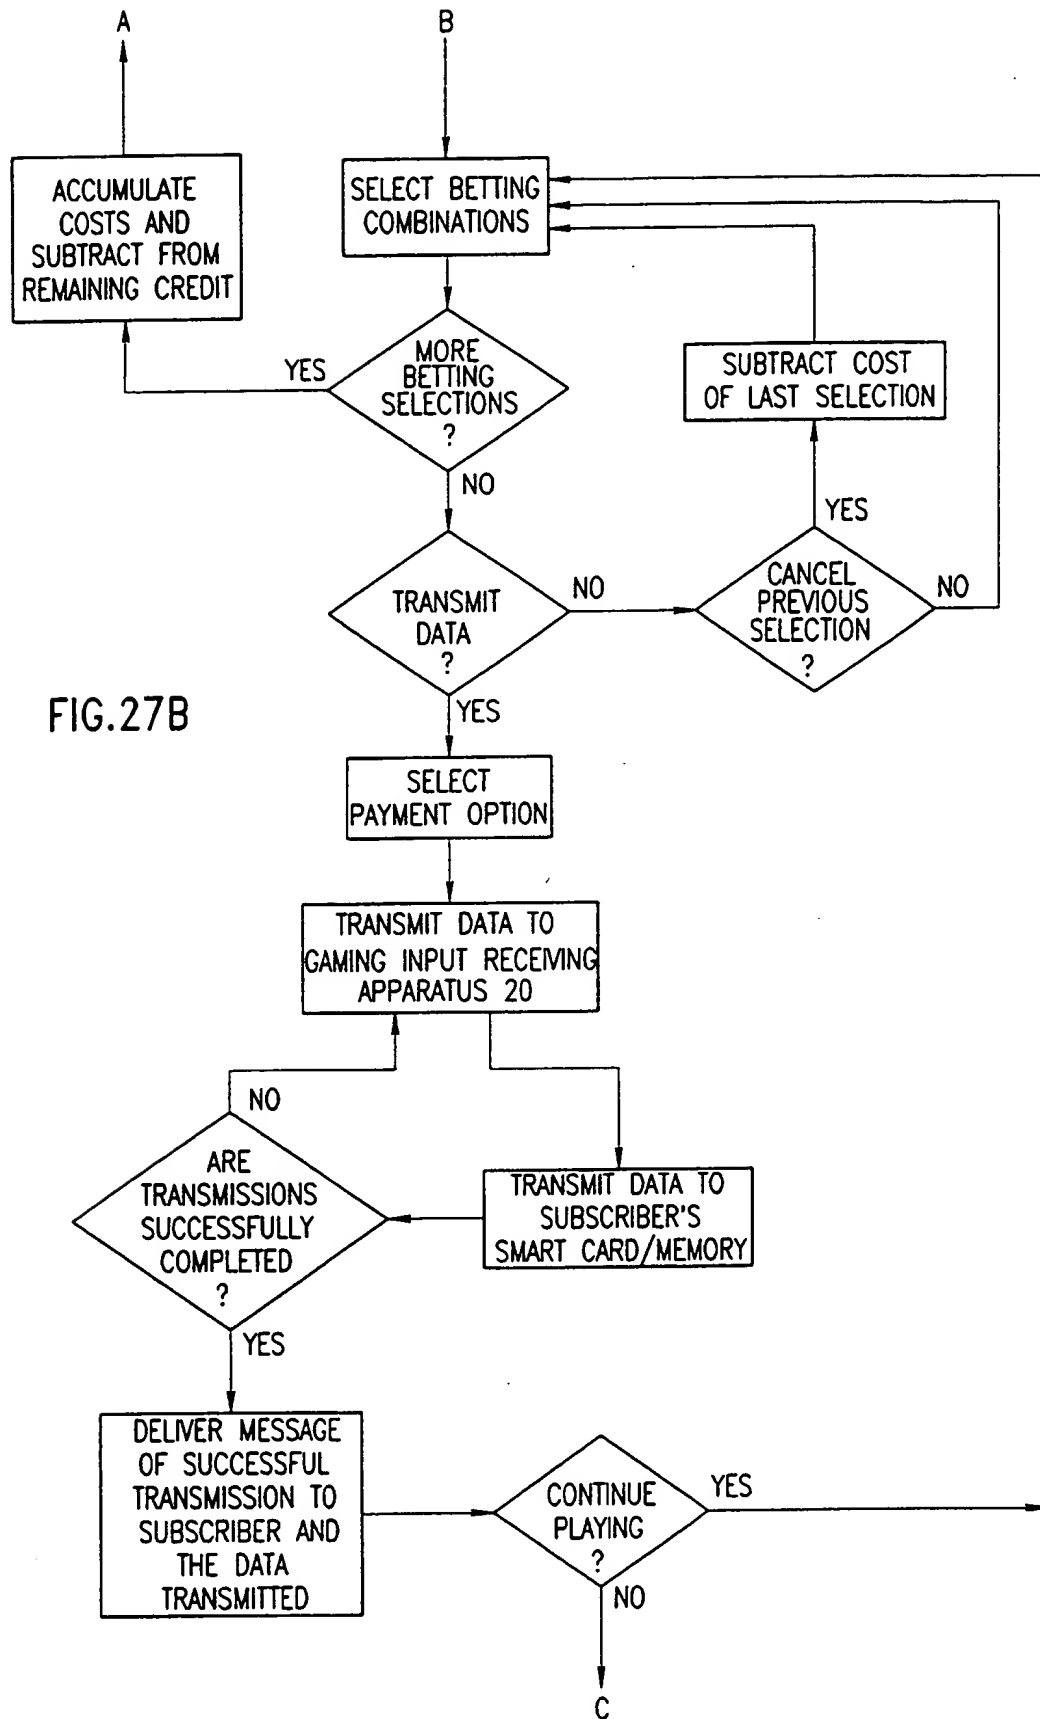 A
B
ACCUMULATE
COSTS AND
SUBTRACT FROM
REMAINING CREDIT
SELECT BETTING
COMBINATIONS
YES
MORE
BETTING
SELECTIONS
?
SUBTRACT COST
OF LAST SELECTION
NO
YES
TRANSMIT
DATA
?
NO
CANCEL
PREVIOUS
SELECTION
?
NO
FIG.27B
YES
SELECT
PAYMENT OPTION
TRANSMIT DATA TO
GAMING INPUT RECEIVING
APPARATUS 20
NO
ARE
TRANSMISSIONS
SUCCESSFULLY
COMPLETED
?
TRANSMIT DATA TO
SUBSCRIBER'S
SMART CARD/MEMORY
YES
DELIVER MESSAGE
OF SUCCESSFUL
TRANSMISSION TO
SUBSCRIBER AND
THE DATA
TRANSMITTED
CONTINUE
PLAYING
?
YES
NO
C